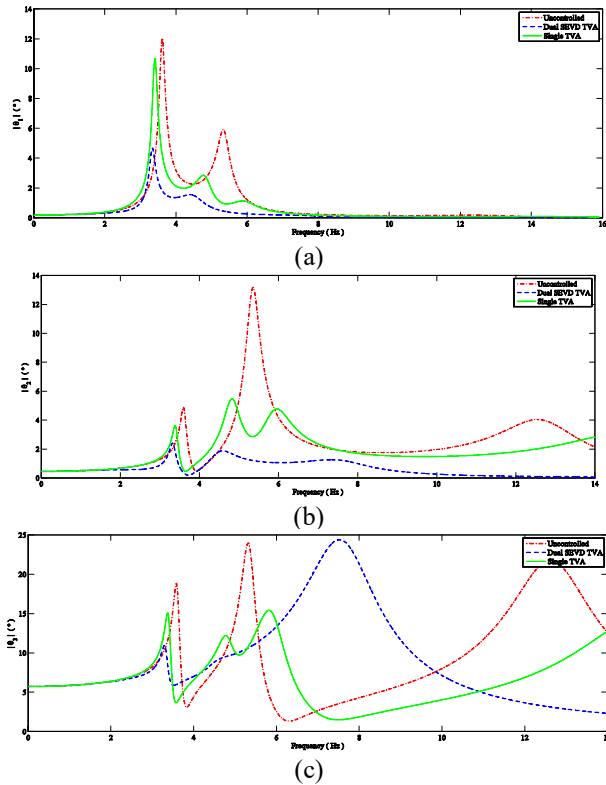 14
12
10
8
6
4
2
0
|θ₁| (°)
Uncontrolled
Dual SEVD TVA
Single TVA
0 2 4 6 8 10 12 14 16
Frequency ( Hz )
(a)
14
12
10
8
6
4
2
0
|θ₂| (°)
Uncontrolled
Dual SEVD TVA
Single TVA
0 2 4 6 8 10 12 14
Frequency ( Hz )
(b)
25
20
15
10
5
0
|θ₃| (°)
Uncontrolled
Dual SEVD TVA
Single TVA
0 2 4 6 8 10 12 14
Frequency ( Hz )
(c)